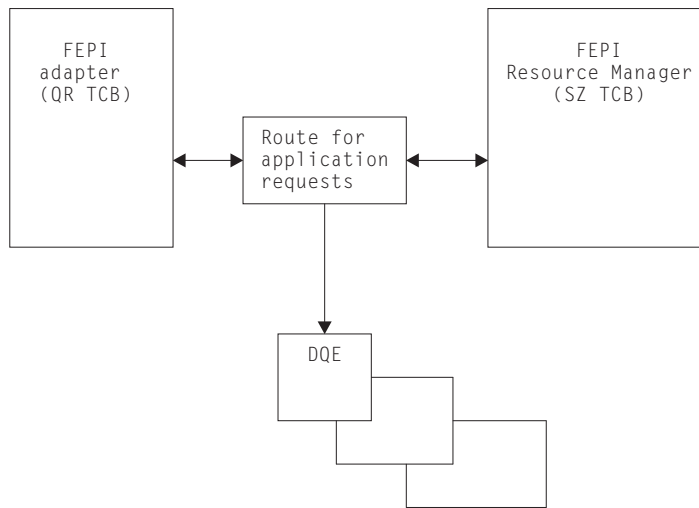 FEPI
adapter
(QR TCB)
FEPI
Resource Manager
(SZ TCB)
Route for
application
requests
DQE